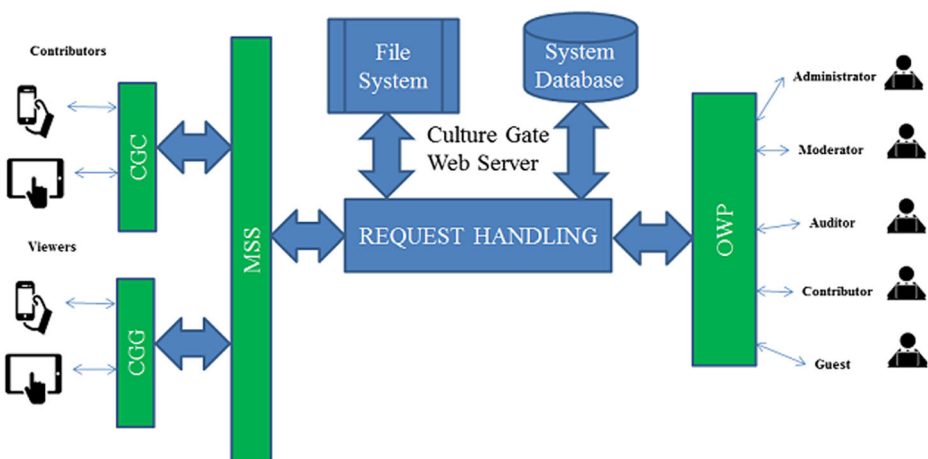 Contributors
CGC
Viewers
CGG
MSS
File
System
System
Database
Culture Gate
Web Server
REQUEST HANDLING
OWP
Administrator
Moderator
Auditor
Contributor
Guest